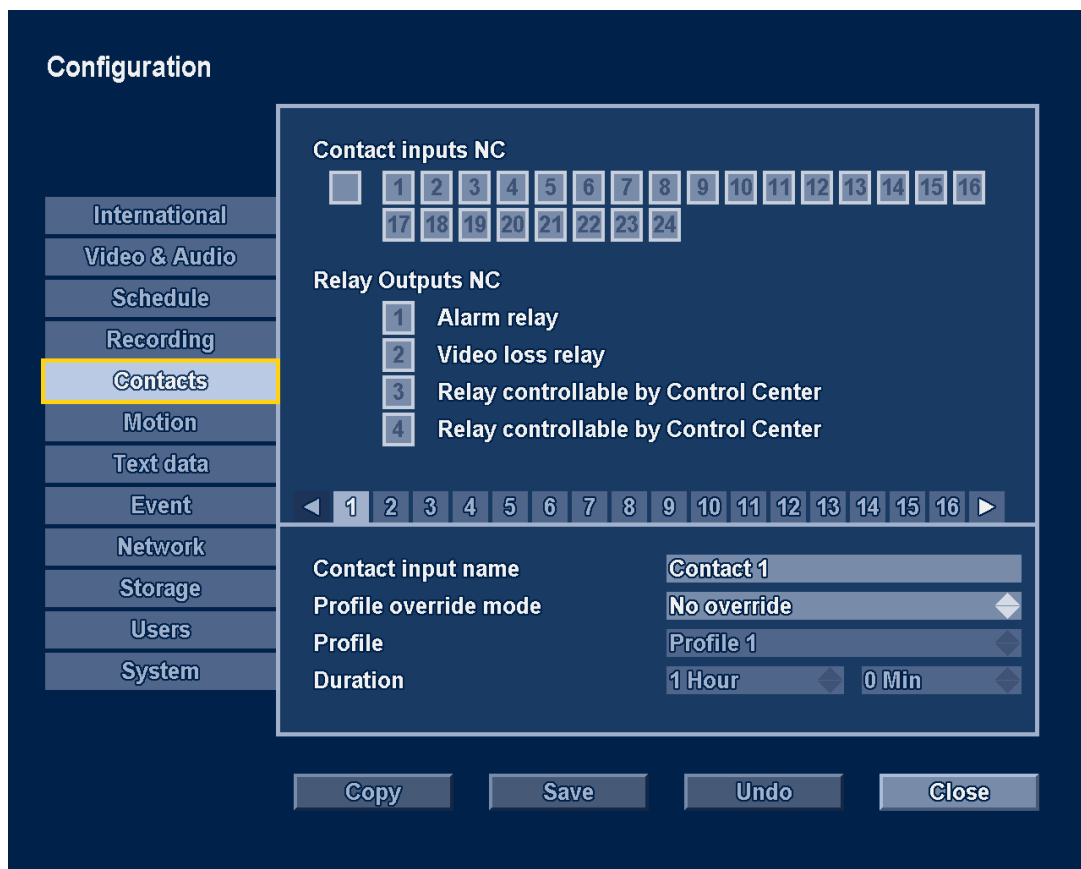 Configuration
Contact inputs NC
1 2 3 4 5 6 7 8 9 10 11 12 13 14 15 16
17 18 19 20 21 22 23 24
Relay Outputs NC
1 Alarm relay
2 Video loss relay
3 Relay controllable by Control Center
4 Relay controllable by Control Center
International
Video & Audio
Schedule
Recording
Contacts
Motion
Text data
Event
Network
Storage
Users
System
1 2 3 4 5 6 7 8 9 10 11 12 13 14 15 16
Contact input name Contact 1
Profile override mode No override
Profile Profile 1
Duration 1 Hour 0 Min
Copy Save Undo Close